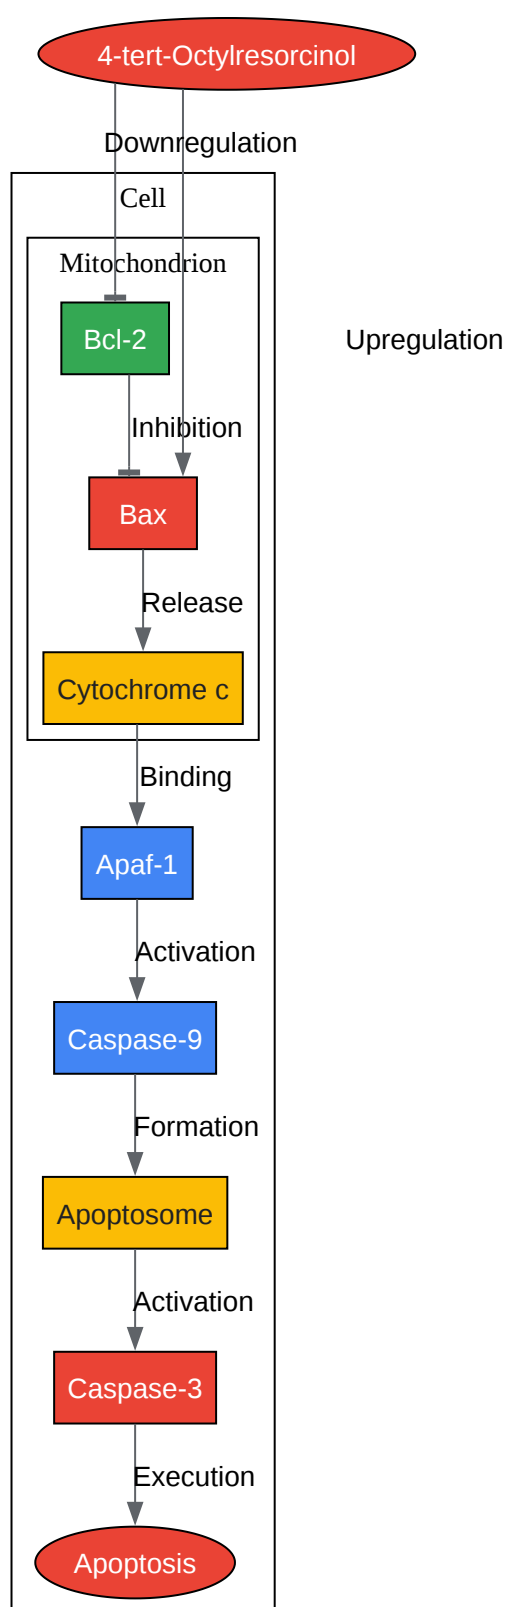 4-tert-Octylresorcinol
Downregulation
Cell
Mitochondrion
Bcl-2
Upregulation
Inhibition
Bax
Release
Cytochrome c
Binding
Apaf-1
Activation
Caspase-9
Formation
Apoptosome
Activation
Caspase-3
Execution
Apoptosis